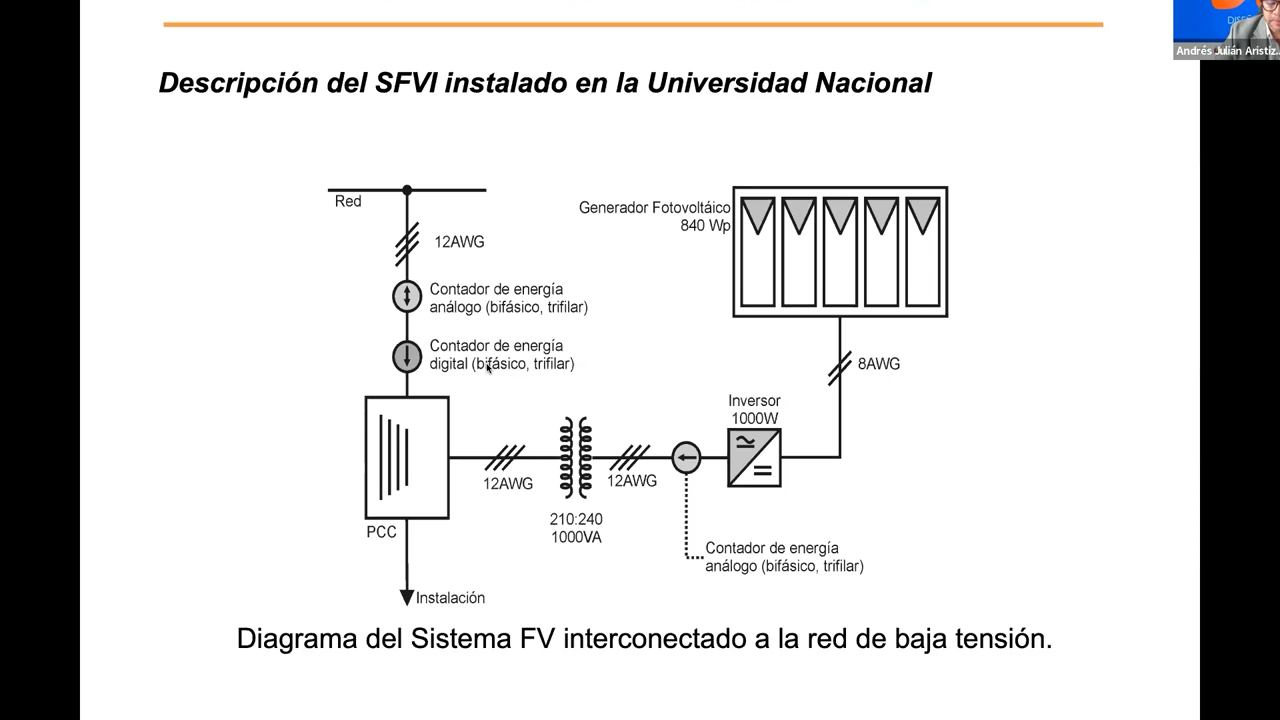 Andrés Julián Aristiz...
Descripción del SFVI instalado en la Universidad Nacional
Red
12AWG
Contador de energía
análogo (bifásico, trifilar)
Contador de energía
digital (bifásico, trifilar)
Generador Fotovoltáico
840 Wp
8AWG
Inversor
1000W
12AWG
12AWG
210:240
1000VA
PCC
Contador de energía
análogo (bifásico, trifilar)
Instalación
Diagrama del Sistema FV interconectado a la red de baja tensión.